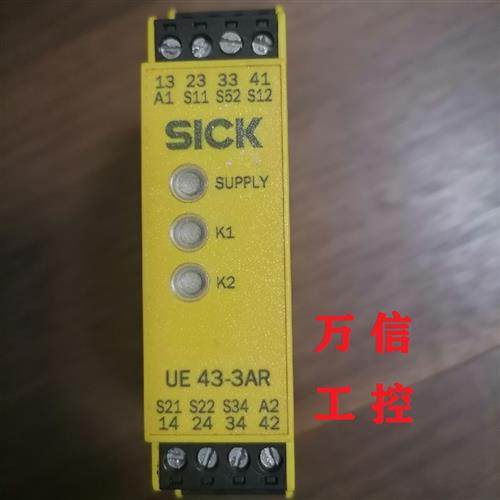 13 23 33 41
A1 S11 S52 S12
SICK
SUPPLY
K1
K2
万信
工控
UE 43-3AR
S21 S22 S34 A2
14 24 34 42